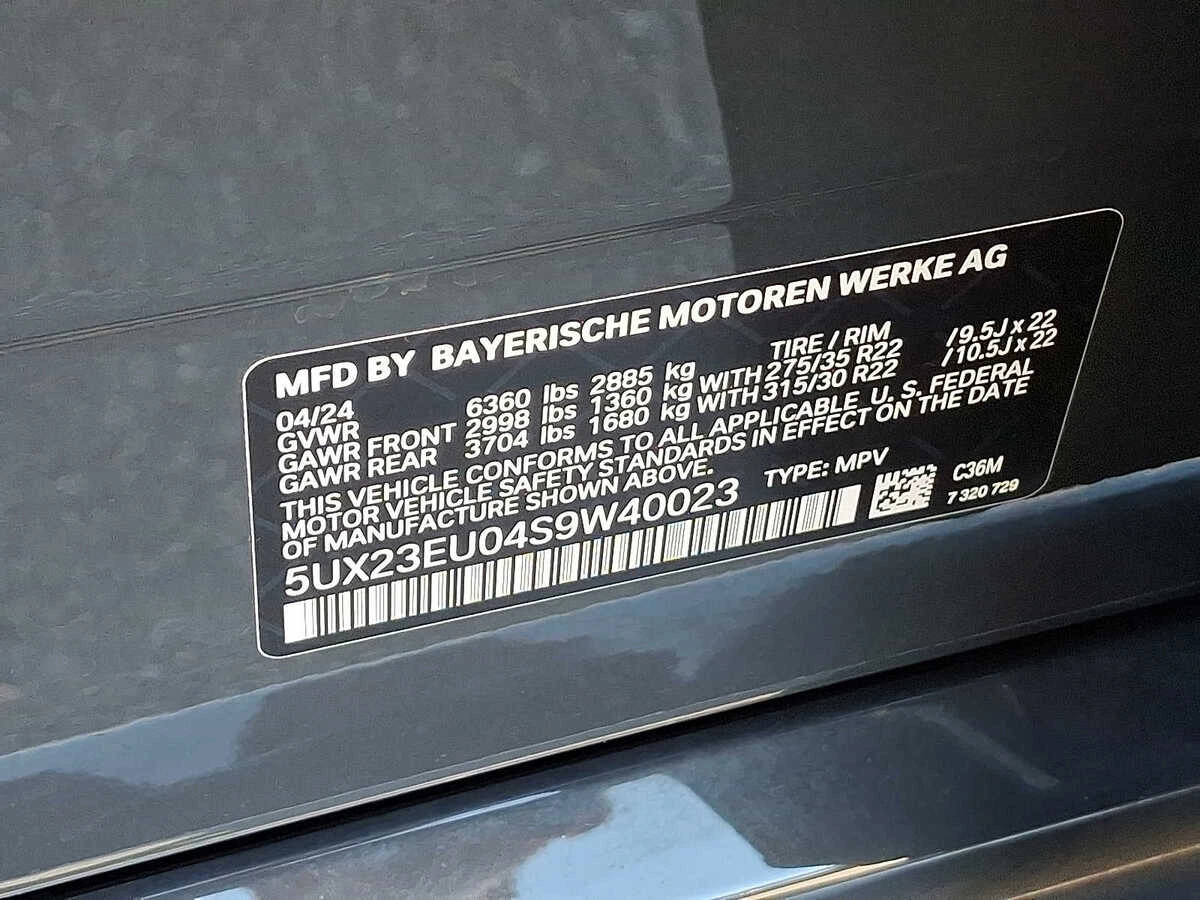 MFD BY BAYERISCHE MOTOREN WERKE AG
04/24 TIRE / RIM
GVWR 6360 lbs 2885 kg
GAWR FRONT 2998 lbs 1360 kg WITH 275/35 R22 / 9.5J x 22
GAWR REAR 3704 lbs 1680 kg WITH 315/30 R22 / 10.5J x 22
THIS VEHICLE CONFORMS TO ALL APPLICABLE U. S. FEDERAL
MOTOR VEHICLE SAFETY STANDARDS IN EFFECT ON THE DATE
OF MANUFACTURE SHOWN ABOVE.
5UX23EU04S9W40023 TYPE: MPV
C36M
7 320 729